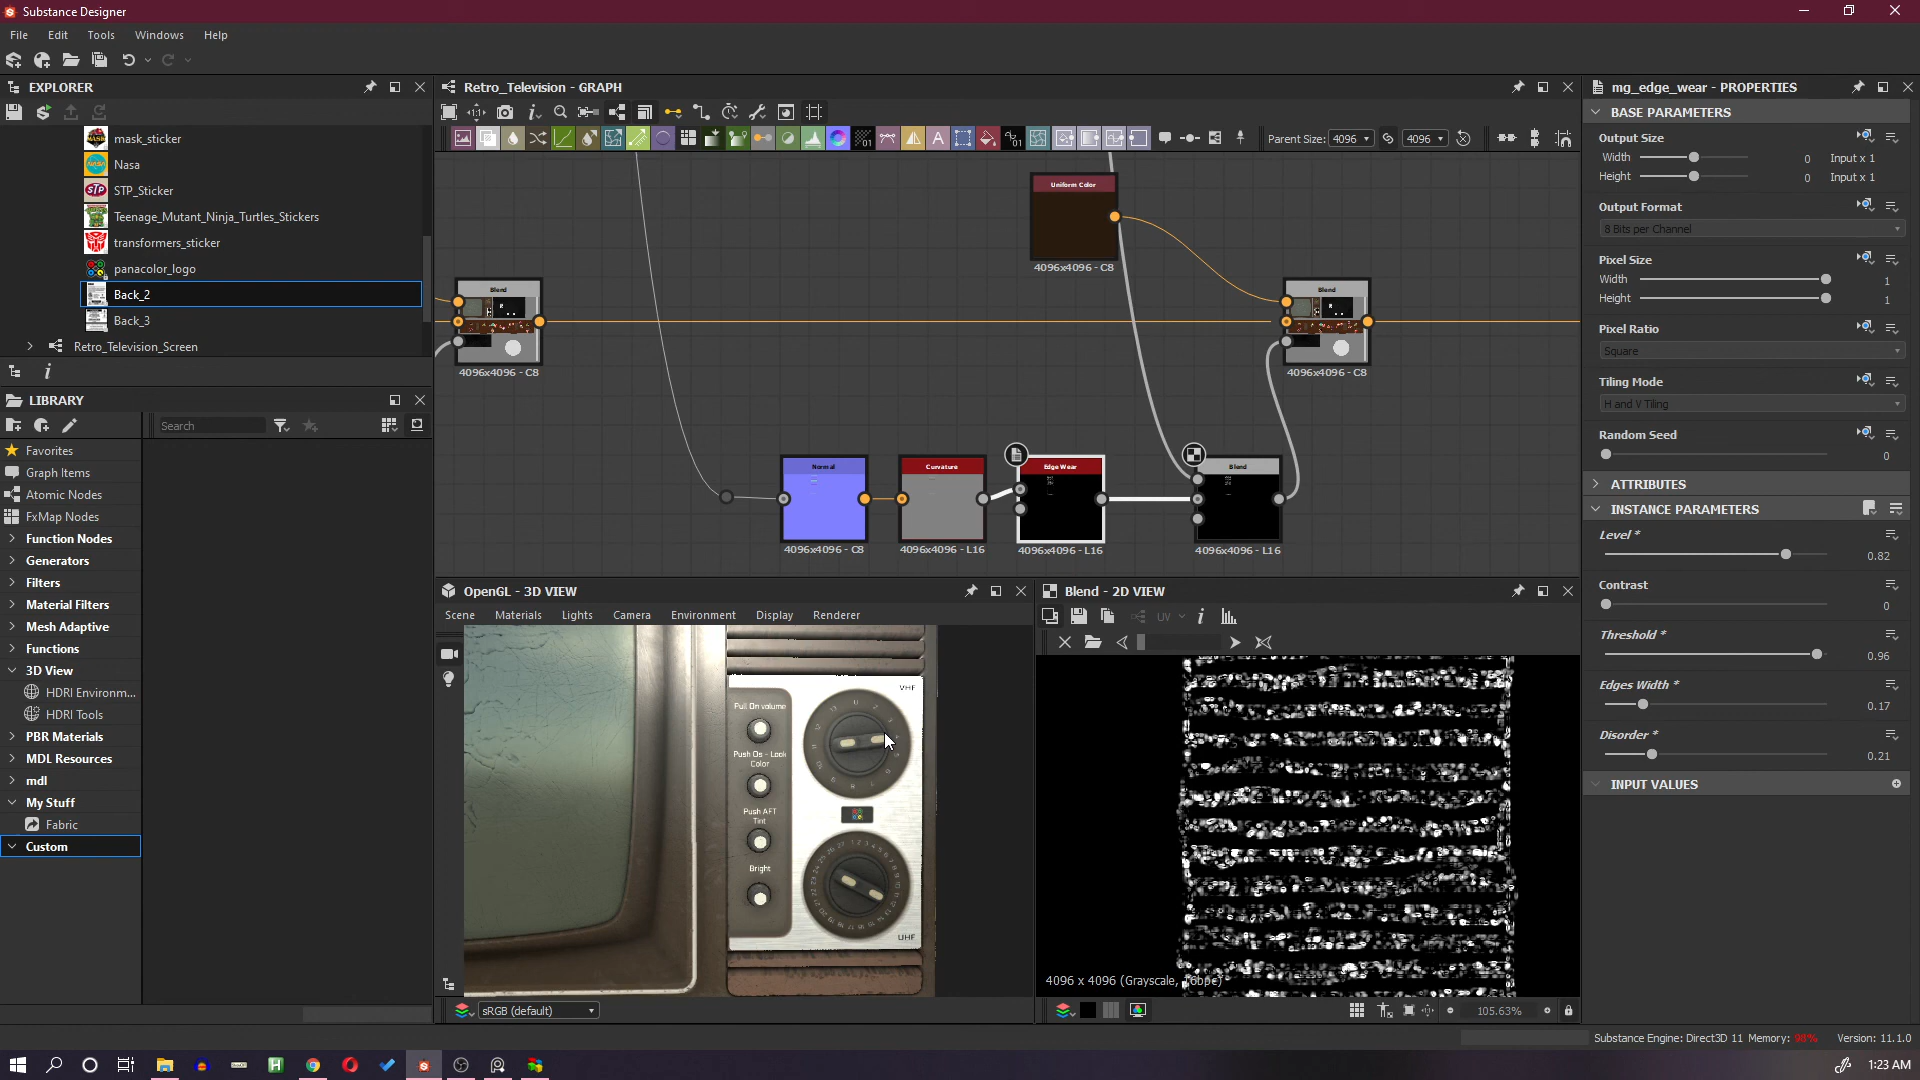 Substance Designer
File Edit Tools Windows Help
EXPLORER
mask_sticker
Nasa
STP_Sticker
Teenage_Mutant_Ninja_Turtles_Stickers
transformers_sticker
panacolor_logo
Back_2
Back_3
Retro_Television_Screen
LIBRARY
Search
Favorites
Graph Items
Atomic Nodes
FxMap Nodes
Function Nodes
Generators
Filters
Material Filters
Mesh Adaptive
Functions
3D View
HDRI Environm...
HDRI Tools
PBR Materials
MDL Resources
mdl
My Stuff
Fabric
Custom
Retro_Television - GRAPH
Parent Size: 4096 4096
Uniform Color
4096x4096 - C8
Blend
4096x4096 - C8
Blend
4096x4096 - C8
Normal
4096x4096 - C8
Curvature
4096x4096 - L16
Edge Wear
4096x4096 - L16
Blend
4096x4096 - L16
OpenGL - 3D VIEW
Scene Materials Lights Camera Environment Display Renderer
VHF
Pull On volume
Push On - Lock
Color
Push AFT
Tint
Bright
UHF
sRGB (default)
Blend - 2D VIEW
UV
4096 x 4096 (Grayscale, 16bpc)
105.63%
mg_edge_wear - PROPERTIES
BASE PARAMETERS
Output Size
Width 0 Input x 1
Height 0 Input x 1
Output Format
8 Bits per Channel
Pixel Size
Width 1
Height 1
Pixel Ratio
Square
Tiling Mode
H and V Tiling
Random Seed
0
ATTRIBUTES
INSTANCE PARAMETERS
Level *
0.82
Contrast
0
Threshold *
0.96
Edges Width *
0.17
Disorder *
0.21
INPUT VALUES
Substance Engine: Direct3D 11 Memory: 98% Version: 11.1.0
1:23 AM